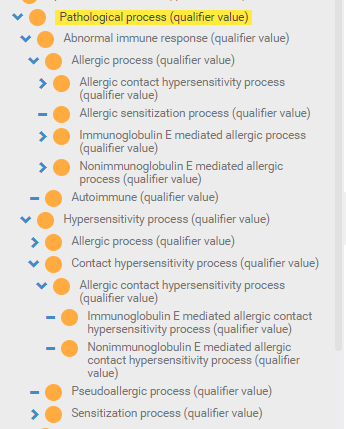 Pathological process (qualifier value)
Abnormal immune response (qualifier value)
Allergic process (qualifier value)
Allergic contact hypersensitivity process
(qualifier value)
Allergic sensitization process (qualifier value)
Immunoglobulin E mediated allergic process
(qualifier value)
Nonimmunoglobulin E mediated allergic
process (qualifier value)
Autoimmune (qualifier value)
Hypersensitivity process (qualifier value)
Allergic process (qualifier value)
Contact hypersensitivity process (qualifier value)
Allergic contact hypersensitivity process
(qualifier value)
Immunoglobulin E mediated allergic contact
hypersensitivity process (qualifier value)
Nonimmunoglobulin E mediated allergic
contact hypersensitivity process (qualifier
value)
Pseudoallergic process (qualifier value)
Sensitization process (qualifier value)